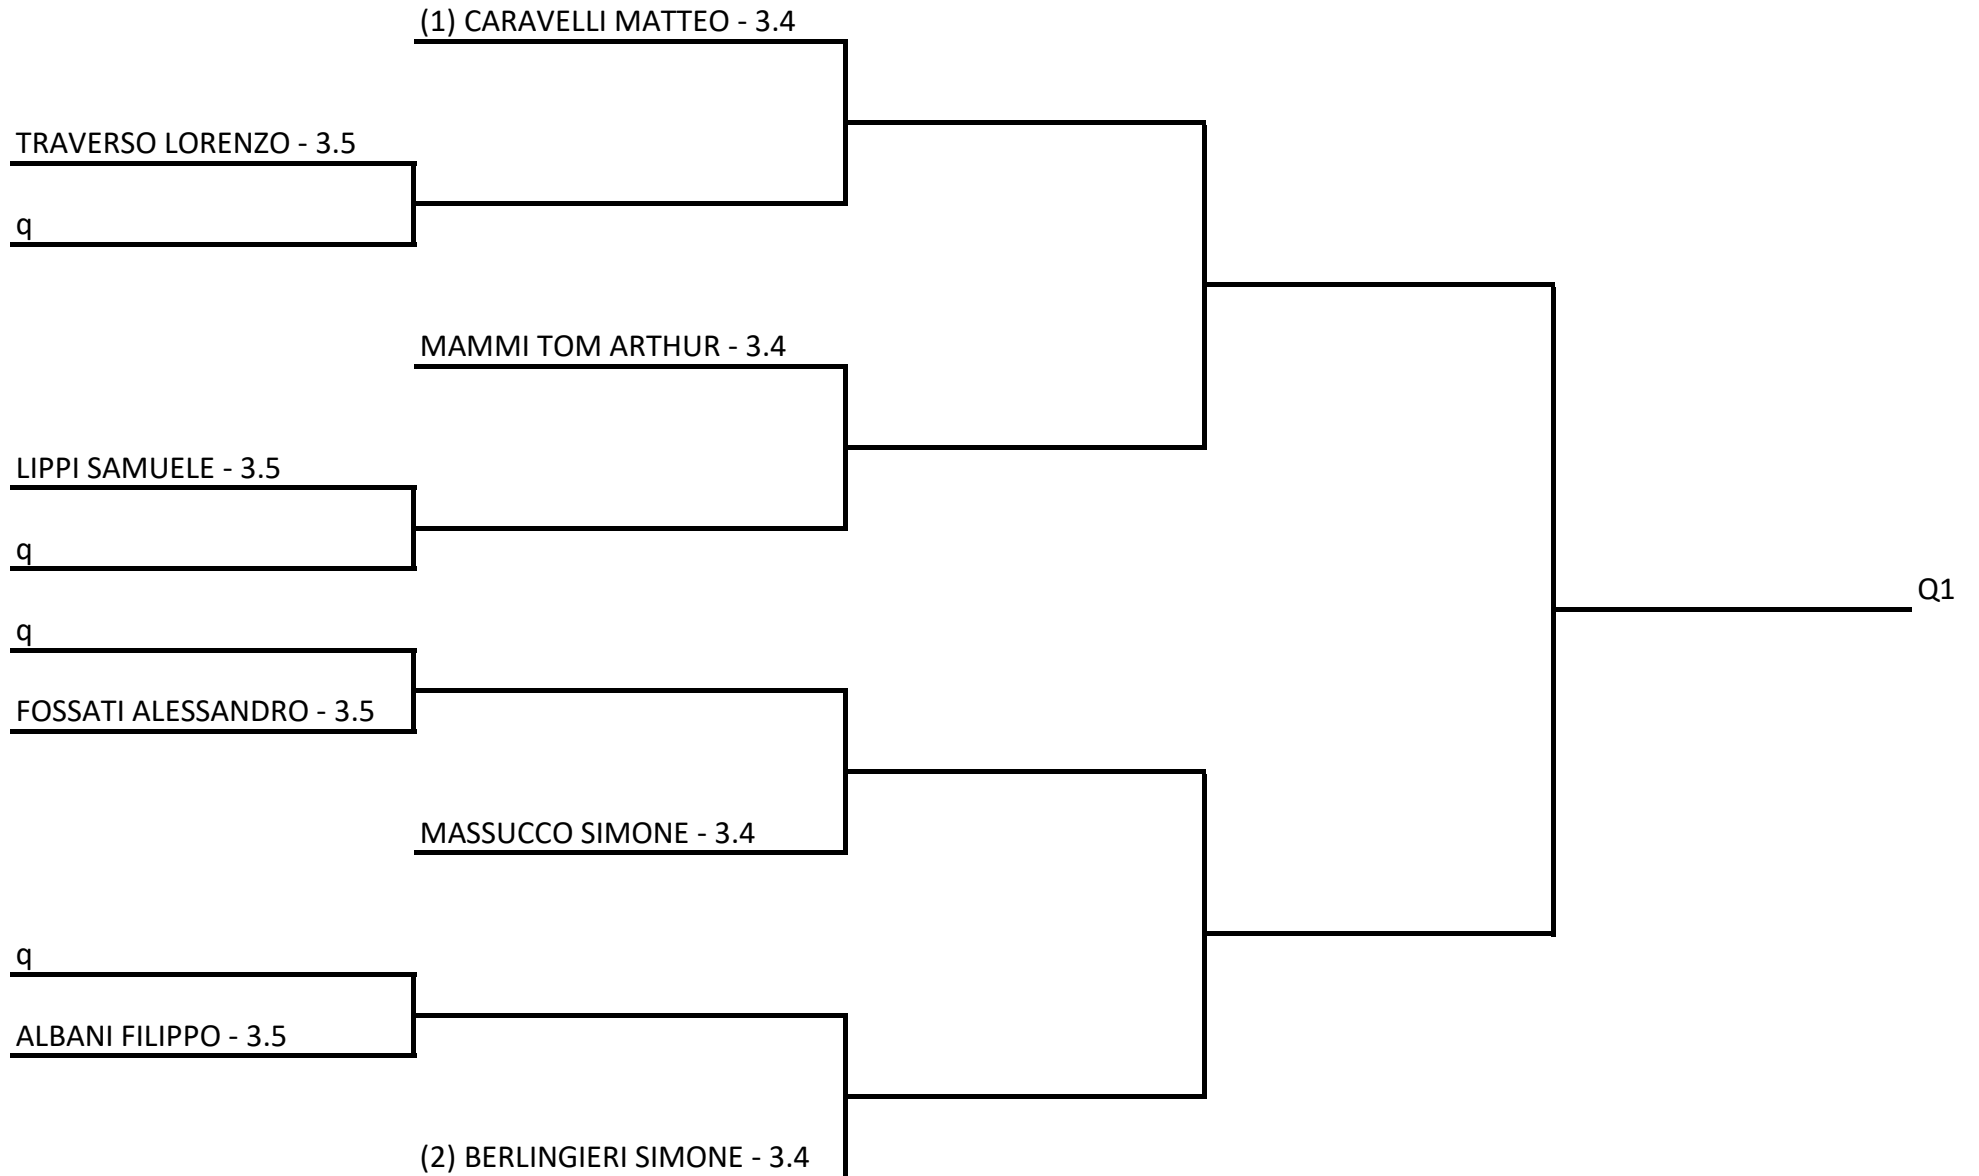 (1) CARAVELLI MATTEO - 3.4
TRAVERSO LORENZO - 3.5
q
MAMMI TOM ARTHUR - 3.4
LIPPI SAMUELE - 3.5
q
Q1
q
FOSSATI ALESSANDRO - 3.5
MASSUCCO SIMONE - 3.4
q
ALBANI FILIPPO - 3.5
(2) BERLINGIERI SIMONE - 3.4